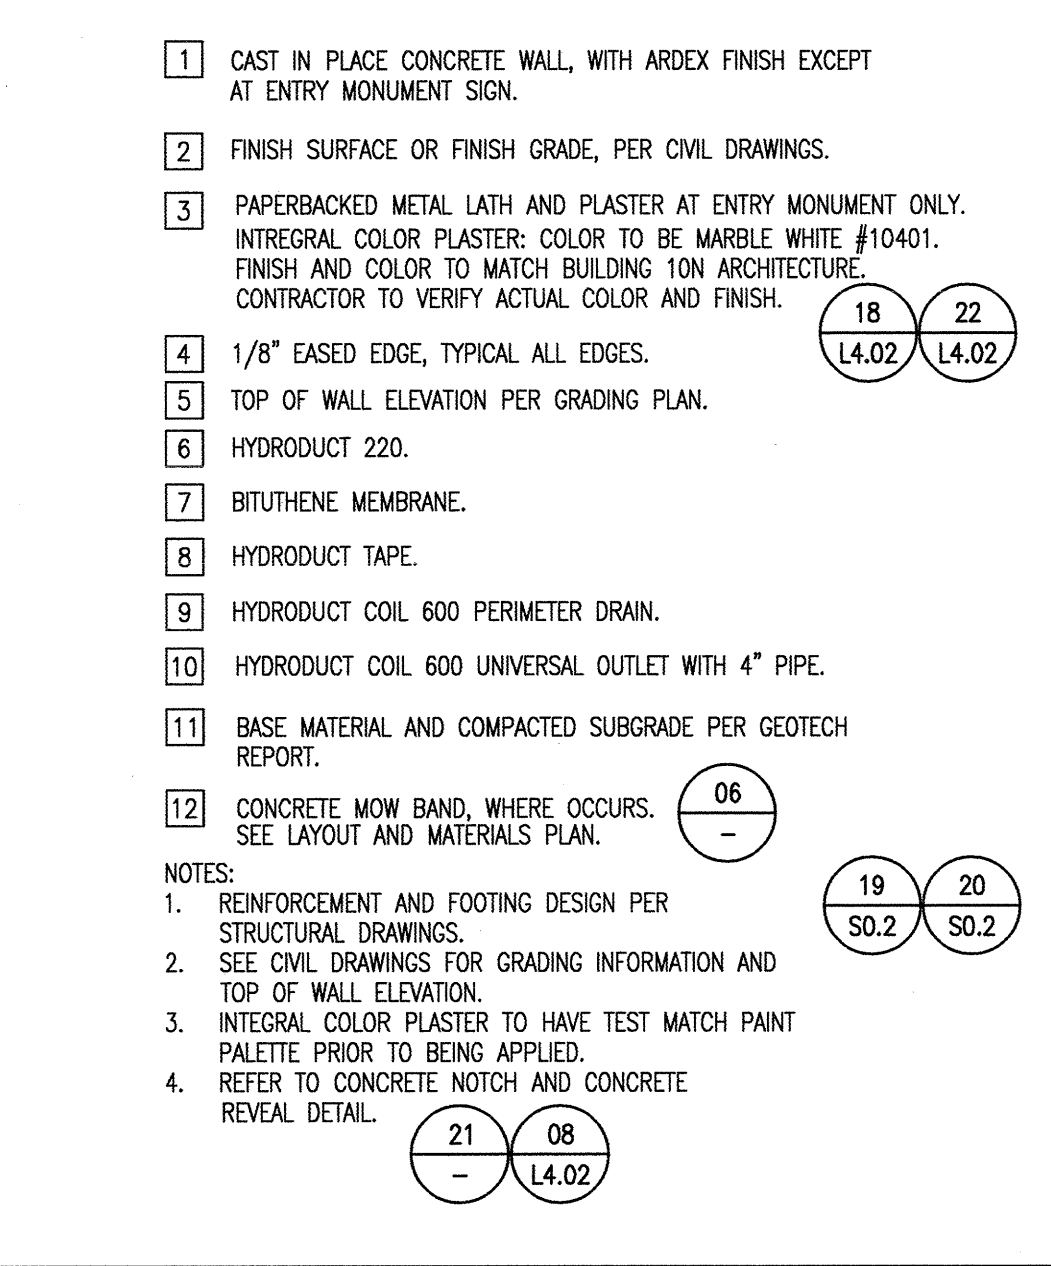 1 CAST IN PLACE CONCRETE WALL, WITH ARDEX FINISH EXCEPT
AT ENTRY MONUMENT SIGN.
2 FINISH SURFACE OR FINISH GRADE, PER CIVIL DRAWINGS.
3 PAPERBACKED METAL LATH AND PLASTER AT ENTRY MONUMENT ONLY.
INTREGRAL COLOR PLASTER: COLOR TO BE MARBLE WHITE #10401.
FINISH AND COLOR TO MATCH BUILDING 10N ARCHITECTURE.
CONTRACTOR TO VERIFY ACTUAL COLOR AND FINISH.
18 22
L4.02 L4.02
4 1/8" EASED EDGE, TYPICAL ALL EDGES.
5 TOP OF WALL ELEVATION PER GRADING PLAN.
6 HYDRODUCT 220.
7 BITUTHENE MEMBRANE.
8 HYDRODUCT TAPE.
9 HYDRODUCT COIL 600 PERIMETER DRAIN.
10 HYDRODUCT COIL 600 UNIVERSAL OUTLET WITH 4" PIPE.
11 BASE MATERIAL AND COMPACTED SUBGRADE PER GEOTECH
REPORT.
12 CONCRETE MOW BAND, WHERE OCCURS.
SEE LAYOUT AND MATERIALS PLAN.
06
–
NOTES:
1. REINFORCEMENT AND FOOTING DESIGN PER
STRUCTURAL DRAWINGS.
19 20
S0.2 S0.2
2. SEE CIVIL DRAWINGS FOR GRADING INFORMATION AND
TOP OF WALL ELEVATION.
3. INTEGRAL COLOR PLASTER TO HAVE TEST MATCH PAINT
PALETTE PRIOR TO BEING APPLIED.
4. REFER TO CONCRETE NOTCH AND CONCRETE
REVEAL DETAIL.
21 08
– L4.02